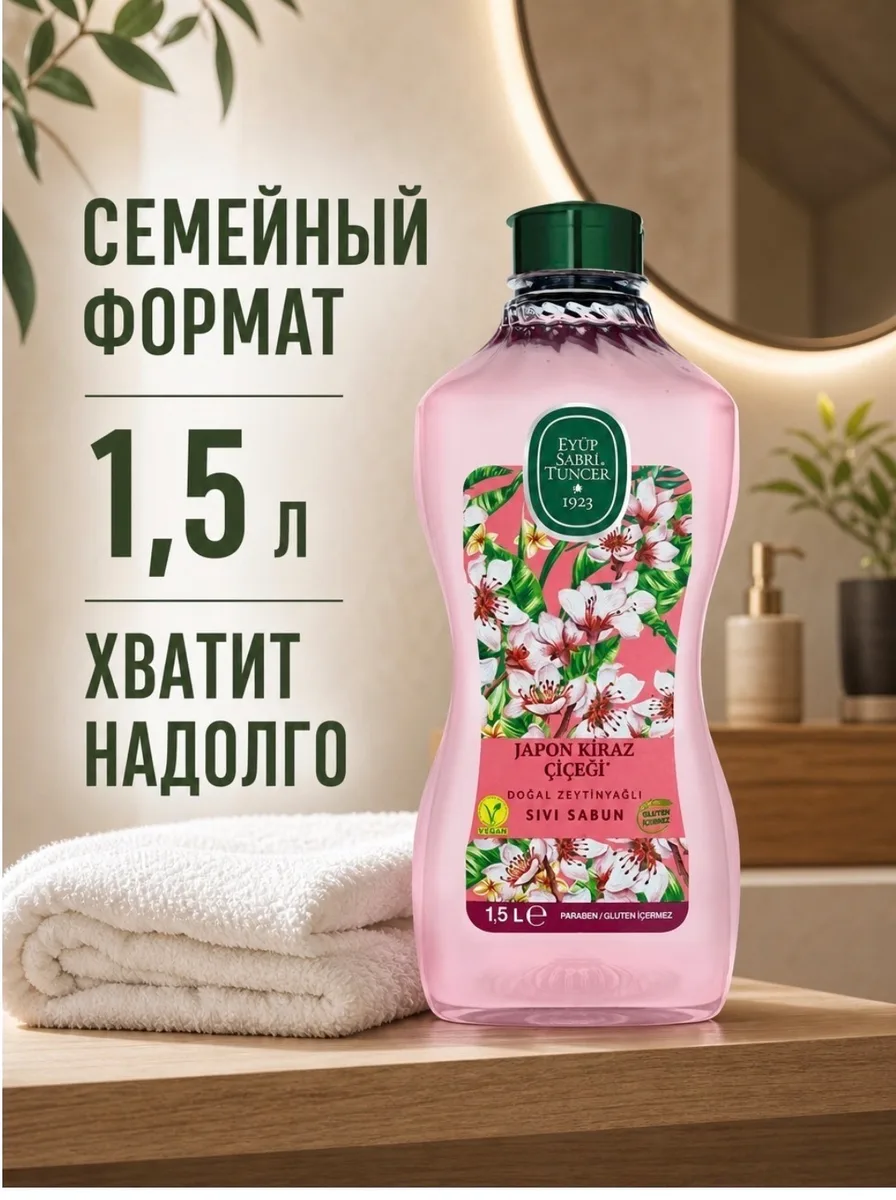 СЕМЕЙНЫЙ
ФОРМАТ
1,5 л
ХВАТИТ
НАДОЛГО
EYÜP
SABRİ
TUNCER
1923
JAPON KİRAZ
ÇİÇEĞİ*
DOĞAL ZEYTİNYAĞLI
SIVI SABUN
VEGAN
GLUTEN
İÇERMEZ
1,5 L e
PARABEN / GLUTEN İÇERMEZ